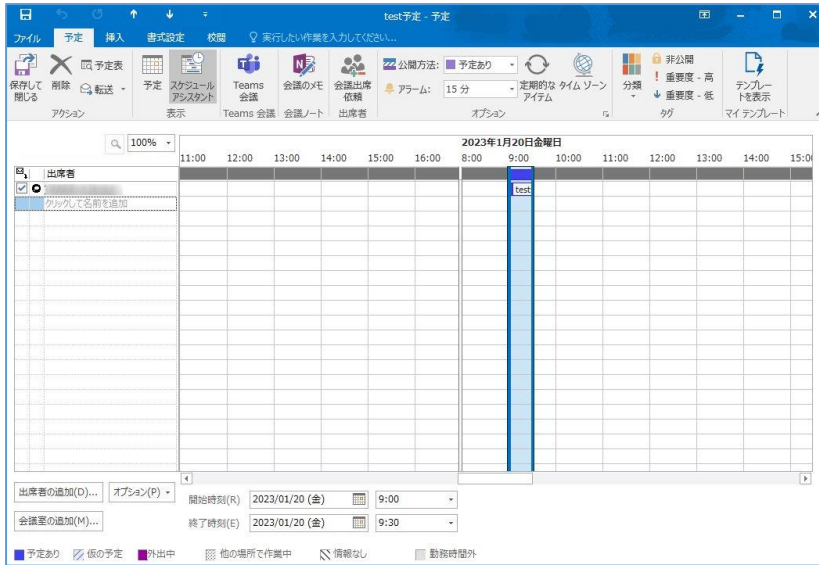 test予定 - 予定
ファイル 予定 挿入 書式設定 校閲 実行したい作業を入力してください...
保存して閉じる 削除 予定表 転送 アクション
予定 スケジュールアシスタント 表示
Teams 会議 Teams 会議
会議のメモ 会議ノート
会議出席依頼 出席者
公開方法: 予定あり
アラーム: 15 分
定期的なアイテム タイム ゾーン オプション
分類 非公開 重要度 - 高 重要度 - 低 タグ
テンプレートを表示 マイ テンプレート
100%
2023年1月20日金曜日
11:00 12:00 13:00 14:00 15:00 16:00 8:00 9:00 10:00 11:00 12:00 13:00 14:00 15:0
出席者
test
クリックして名前を追加
出席者の追加(D)... オプション(P)
開始時刻(R) 2023/01/20 (金) 9:00
会議室の追加(M)...
終了時刻(E) 2023/01/20 (金) 9:30
予定あり 仮の予定 外出中 他の場所で作業中 情報なし 勤務時間外